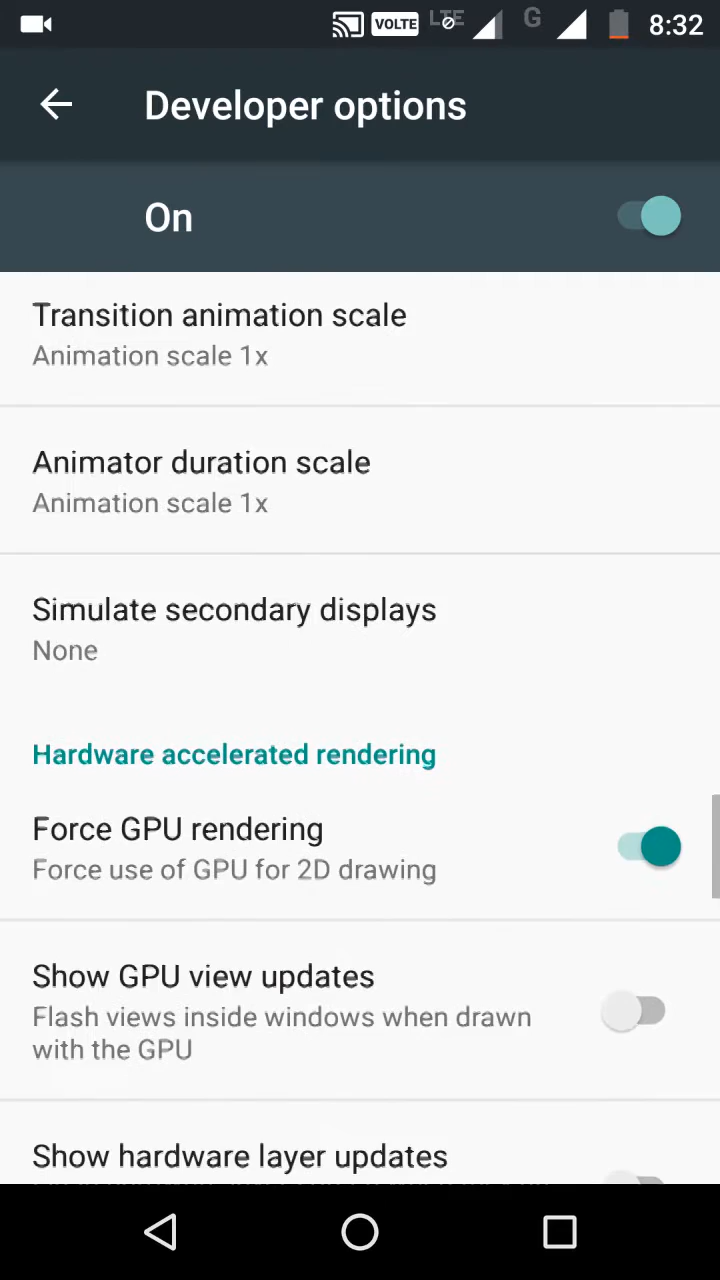 VOLTE LTE G 8:32
Developer options
On
Transition animation scale
Animation scale 1x
Animator duration scale
Animation scale 1x
Simulate secondary displays
None
Hardware accelerated rendering
Force GPU rendering
Force use of GPU for 2D drawing
Show GPU view updates
Flash views inside windows when drawn
with the GPU
Show hardware layer updates